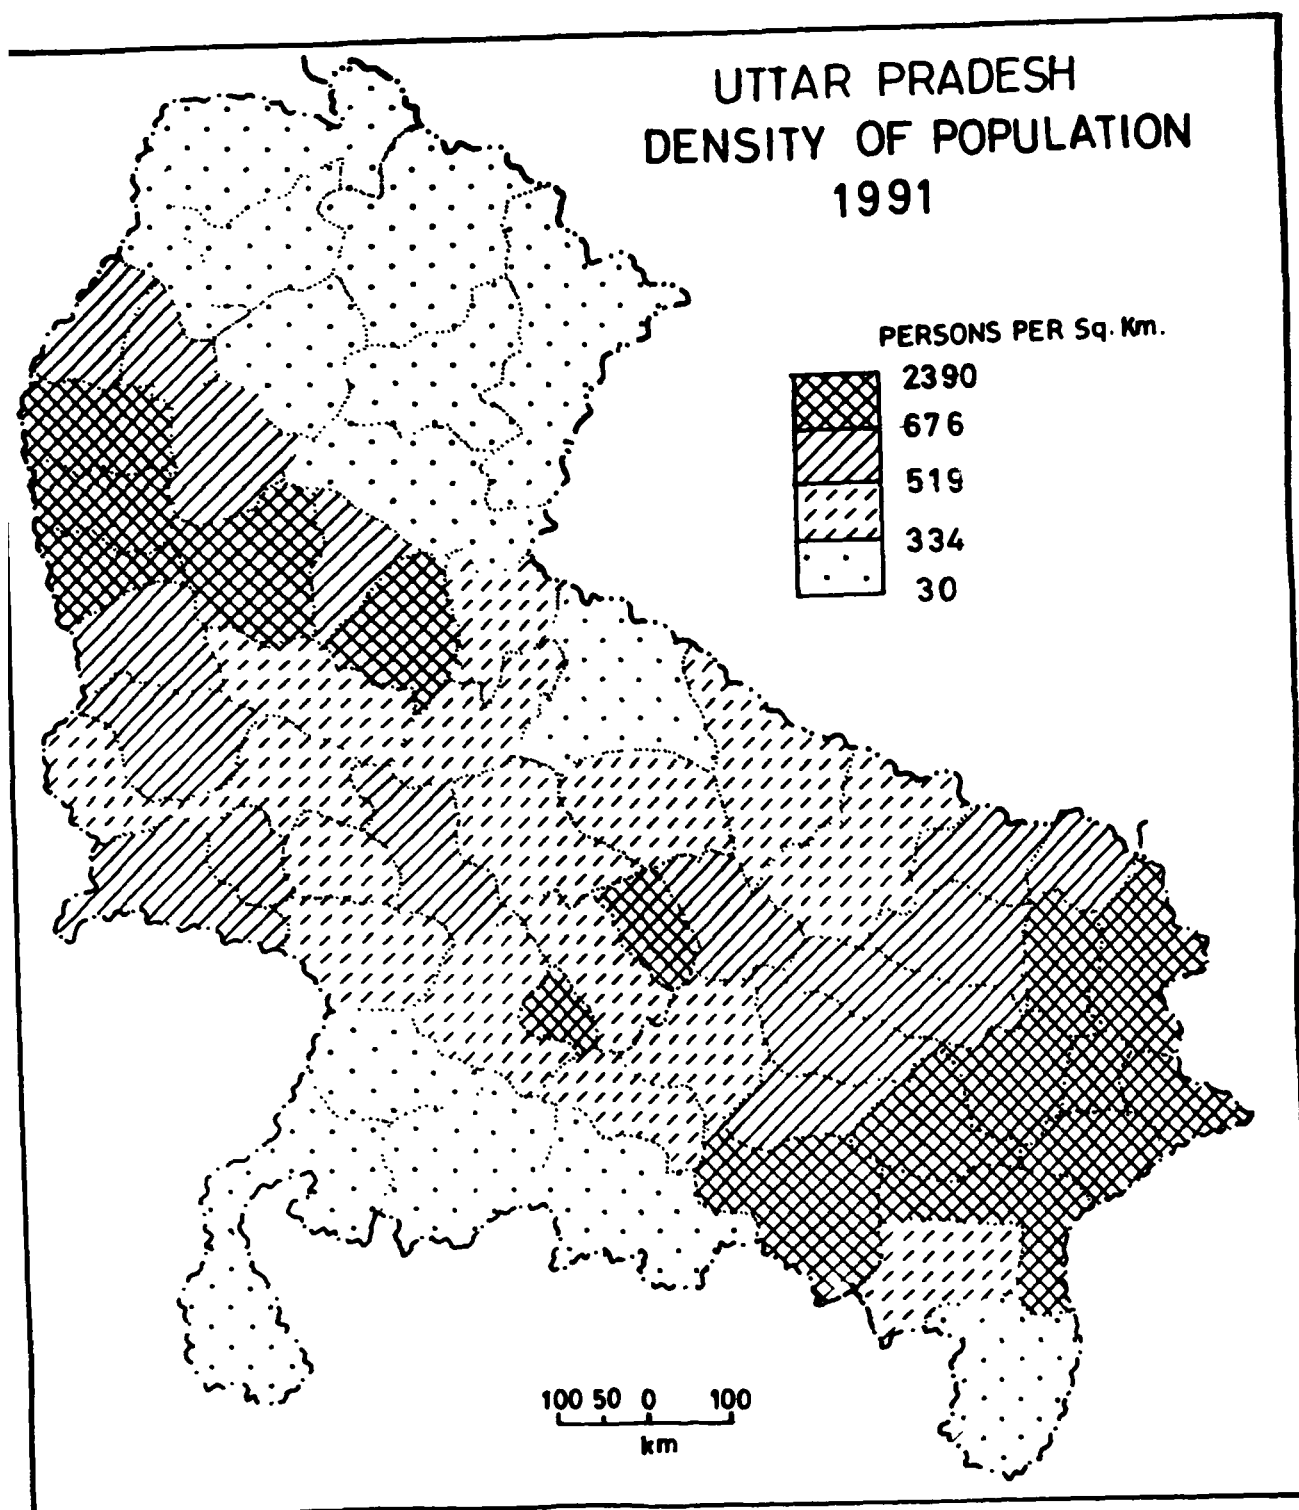 UTTAR PRADESH
DENSITY OF POPULATION
1991
PERSONS PER Sq. Km.
2390
676
519
334
30
100 50 0 100
km